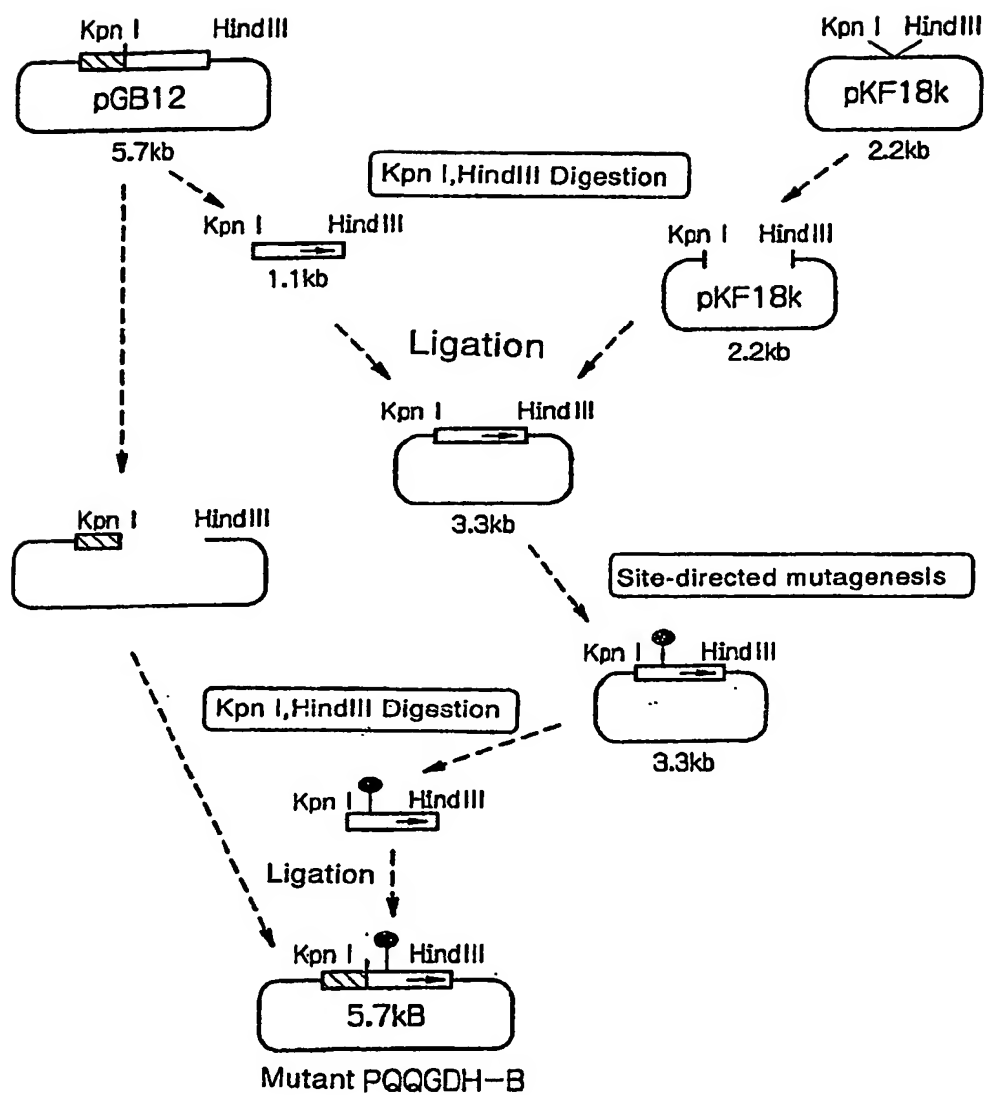 Kpn I HindIII
pGB12
5.7kb
Kpn I HindIII
pKF18k
2.2kb
Kpn I,HindIII Digestion
Kpn I HindIII
1.1kb
Kpn I HindIII
pKF18k
2.2kb
Ligation
Kpn I HindIII
3.3kb
Kpn I HindIII
Site-directed mutagenesis
Kpn I HindIII
3.3kb
Kpn I,HindIII Digestion
Kpn I HindIII
Ligation
Kpn I HindIII
5.7kB
Mutant PQQGDH-B